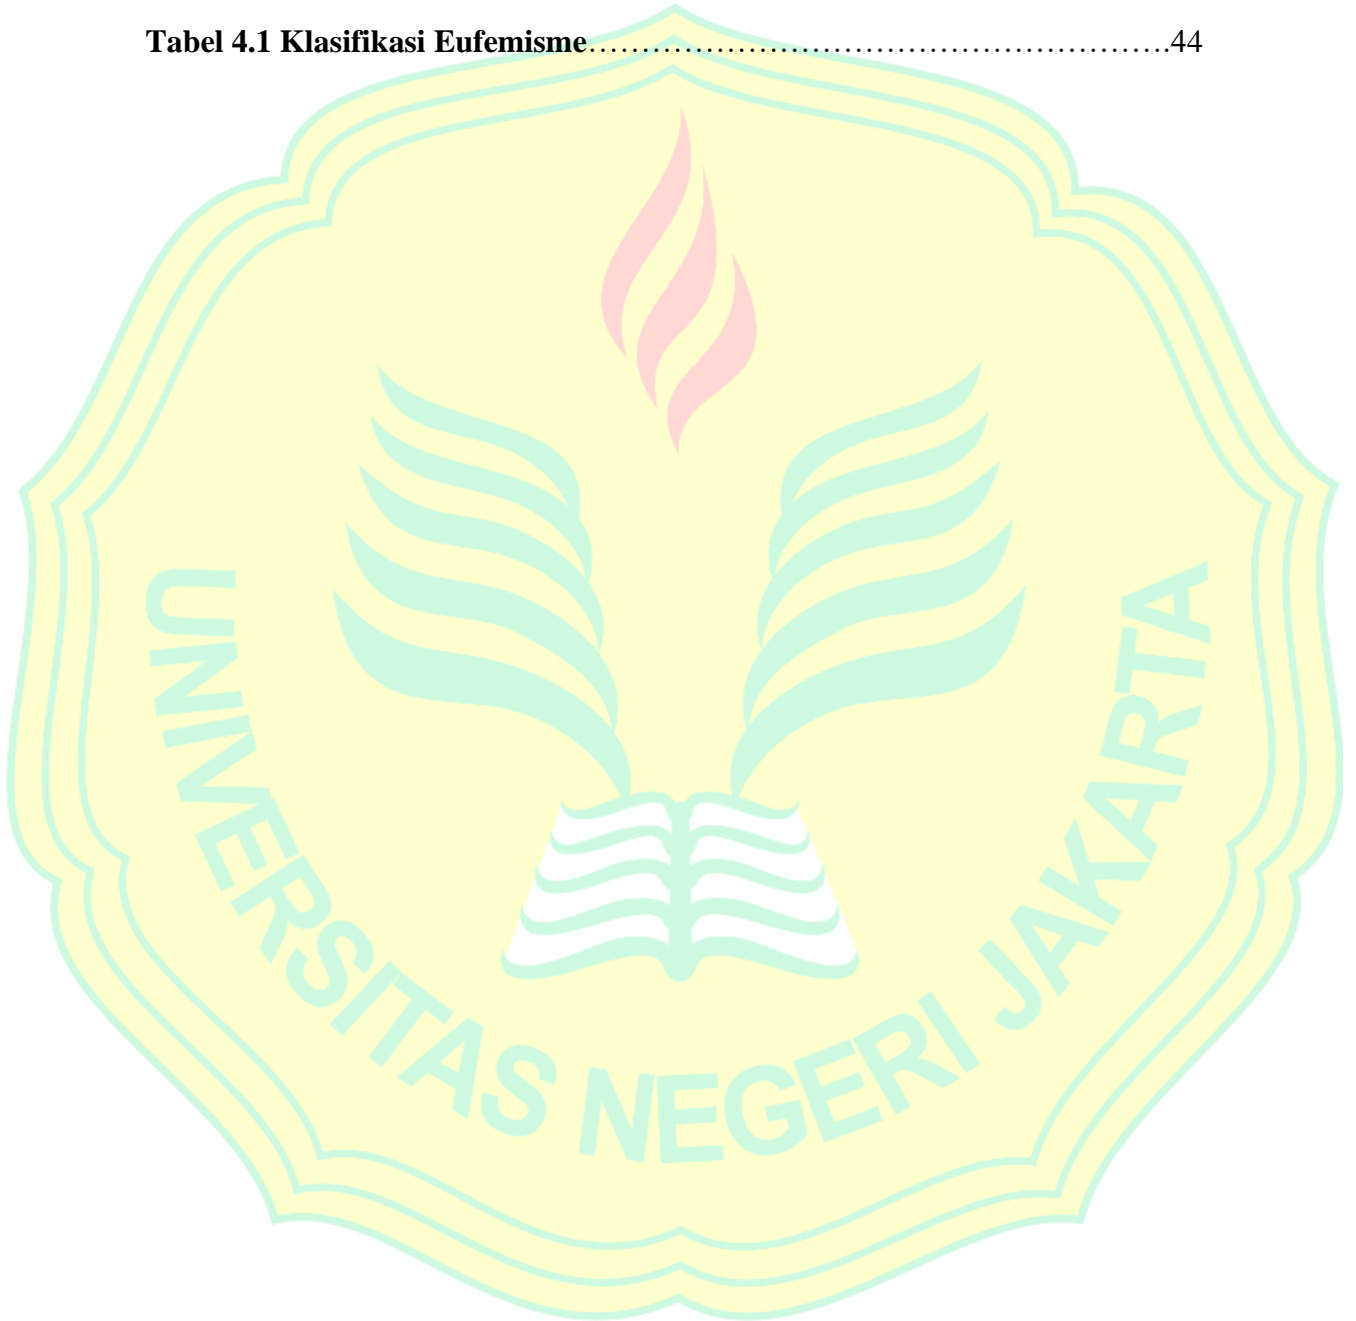 Tabel 4.1 Klasifikasi Eufemisme…………………………………………………………44
UNIVERSITAS NEGERI JAKARTA